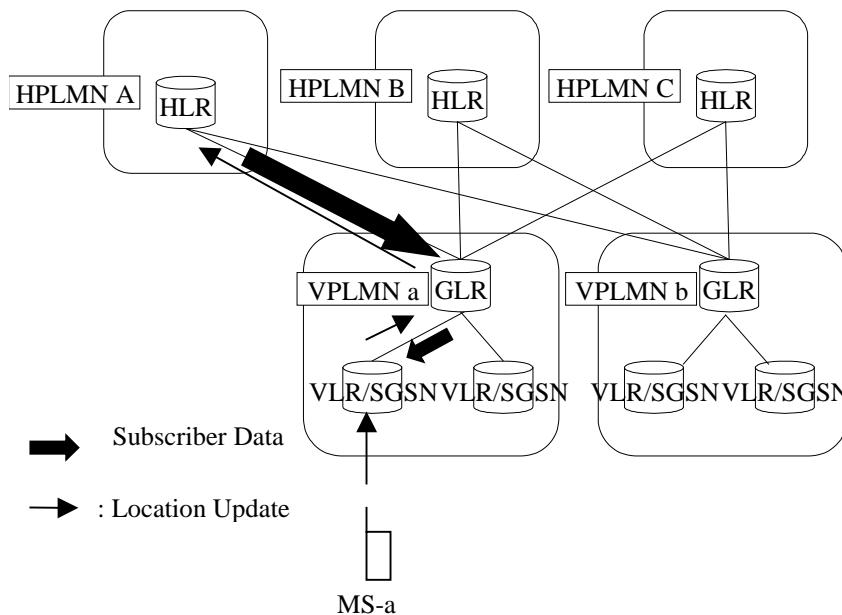 HPLMN A
HLR
HPLMN B
HLR
HPLMN C
HLR
VPLMN a
GLR
VPLMN b
GLR
VLR/SGSN
VLR/SGSN
VLR/SGSN
VLR/SGSN
Subscriber Data
: Location Update
MS-a